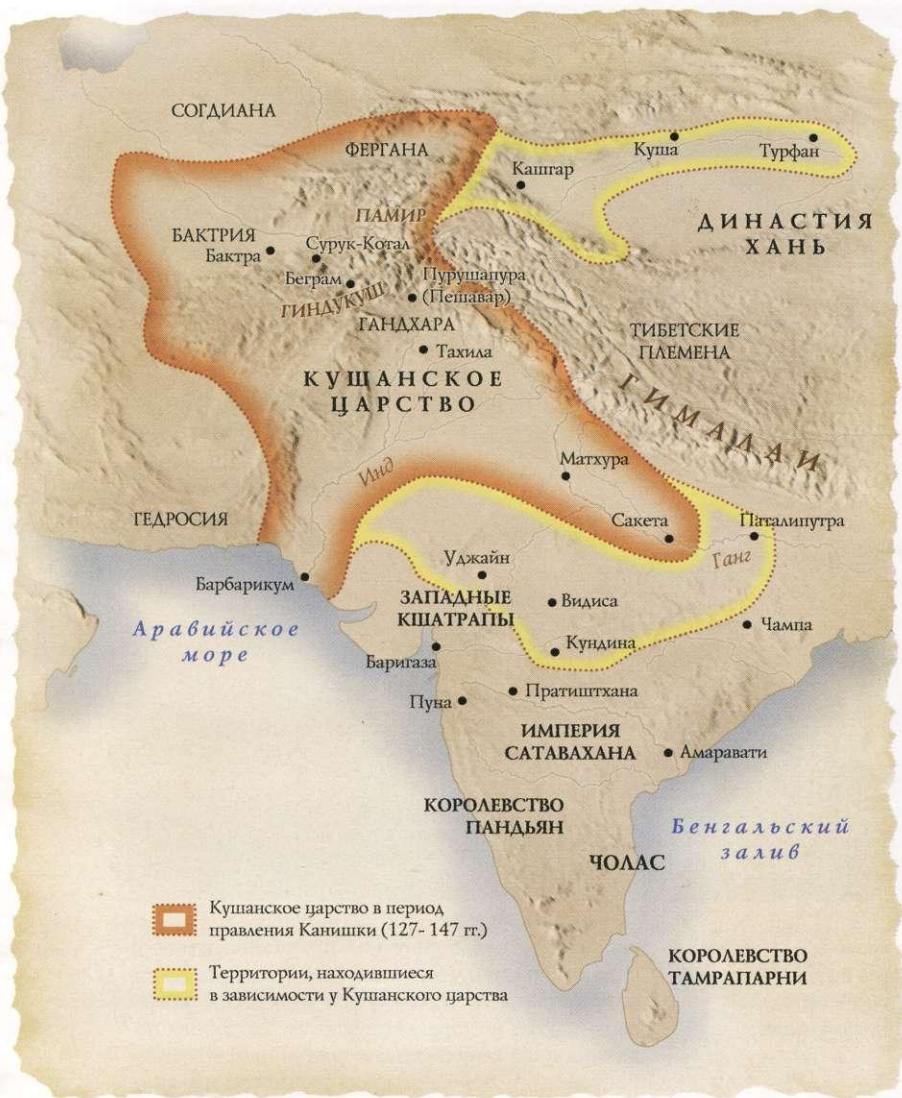 СОГДИАНА
ФЕРГАНА
Куша
Турфан
Кашгар
ПАМИР
ДИНАСТИЯ
ХАНЬ
БАКТРИЯ
Бактра
Сурук-Котал
Беграм
Пурушапура
(Пешавар)
ГИНДУКУШ
ГАНДХАРА
ТИБЕТСКИЕ
ПЛЕМЕНА
Тахила
КУШАНСКОЕ
ЦАРСТВО
ГИМАЛАИ
Инд
Матхура
ГЕДРОСИЯ
Сакета
Паталипутра
Ганг
Уджайн
Барбарикум
ЗАПАДНЫЕ
КШАТРАПЫ
Видиса
Чампа
Аравийское
море
Кундина
Баригаза
Пуна
Пратиштхана
ИМПЕРИЯ
САТАВАХАНА
Амаравати
КОРОЛЕВСТВО
ПАНДЬЯН
Бенгальский
залив
ЧОЛАС
Кушанское царство в период
правления Канишки (127- 147 гг.)
КОРОЛЕВСТВО
ТАМРАПАРНИ
Территории, находившиеся
в зависимости у Кушанского царства